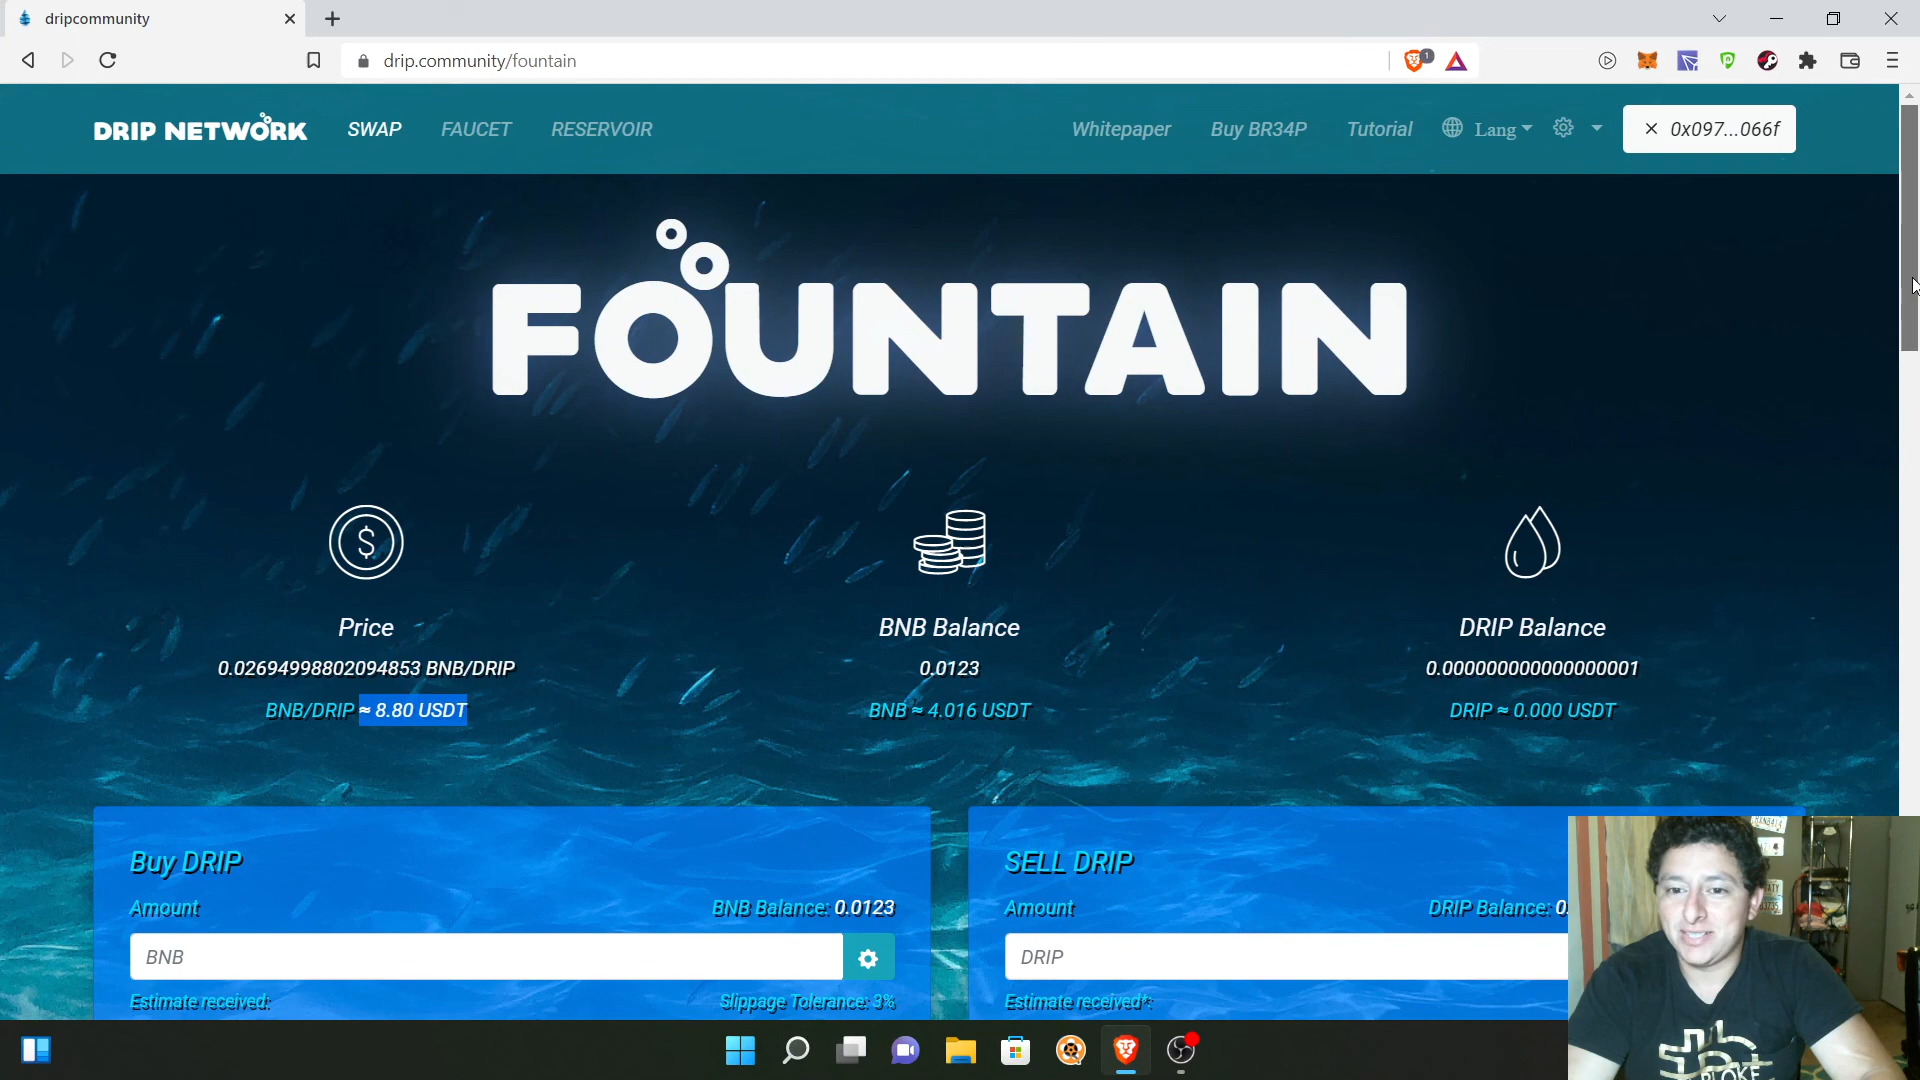 dripcommunity
drip.community/fountain
1
DRIP NETWORK
SWAP
FAUCET
RESERVOIR
Whitepaper
Buy BR34P
Tutorial
Lang
0x097...066f
FOUNTAIN
$
Price
0.02694998802094853 BNB/DRIP
BNB/DRIP ≈ 8.80 USDT
BNB Balance
0.0123
BNB ≈ 4.016 USDT
DRIP Balance
0.000000000000000001
DRIP ≈ 0.000 USDT
Buy DRIP
Amount
BNB Balance: 0.0123
BNB
Estimate received:
Slippage Tolerance: 3%
SELL DRIP
Amount
DRIP Balance: 0.
DRIP
Estimate received*: